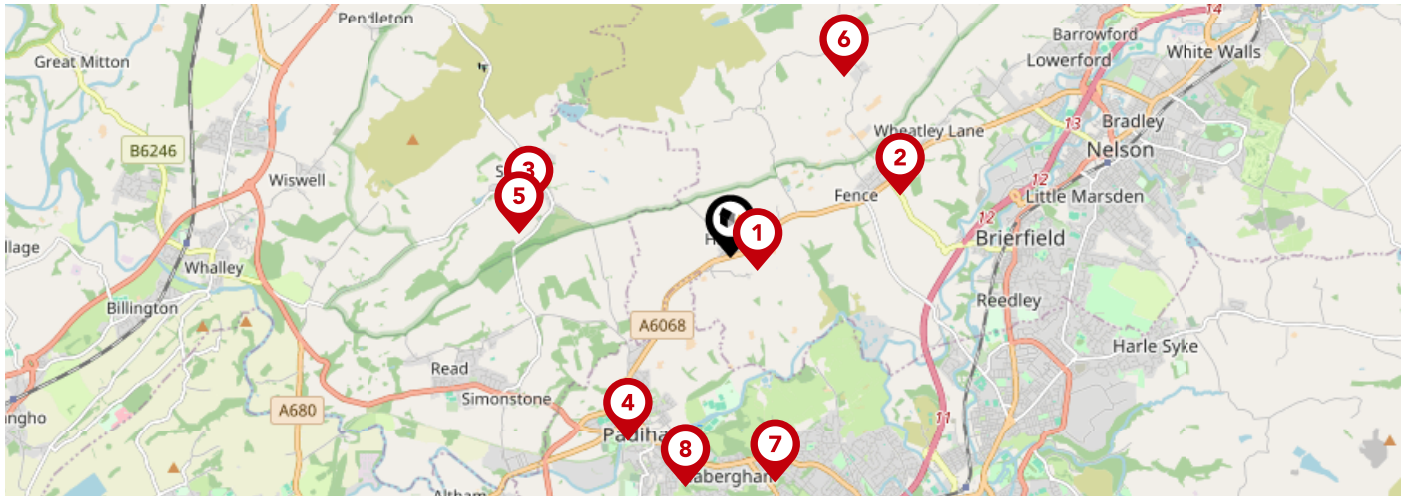 Pendleton
14
Barrowford
White Walls
Great Mitton
6
Lowerford
13
Bradley
Wheatley Lane
B6246
Nelson
2
3
Wiswell
12
5
Fence
Little Marsden
12
1
Brierfield
Whalley
Billington
Reedley
A6068
Harle Syke
Read
Simonstone
A680
4
11
7
8